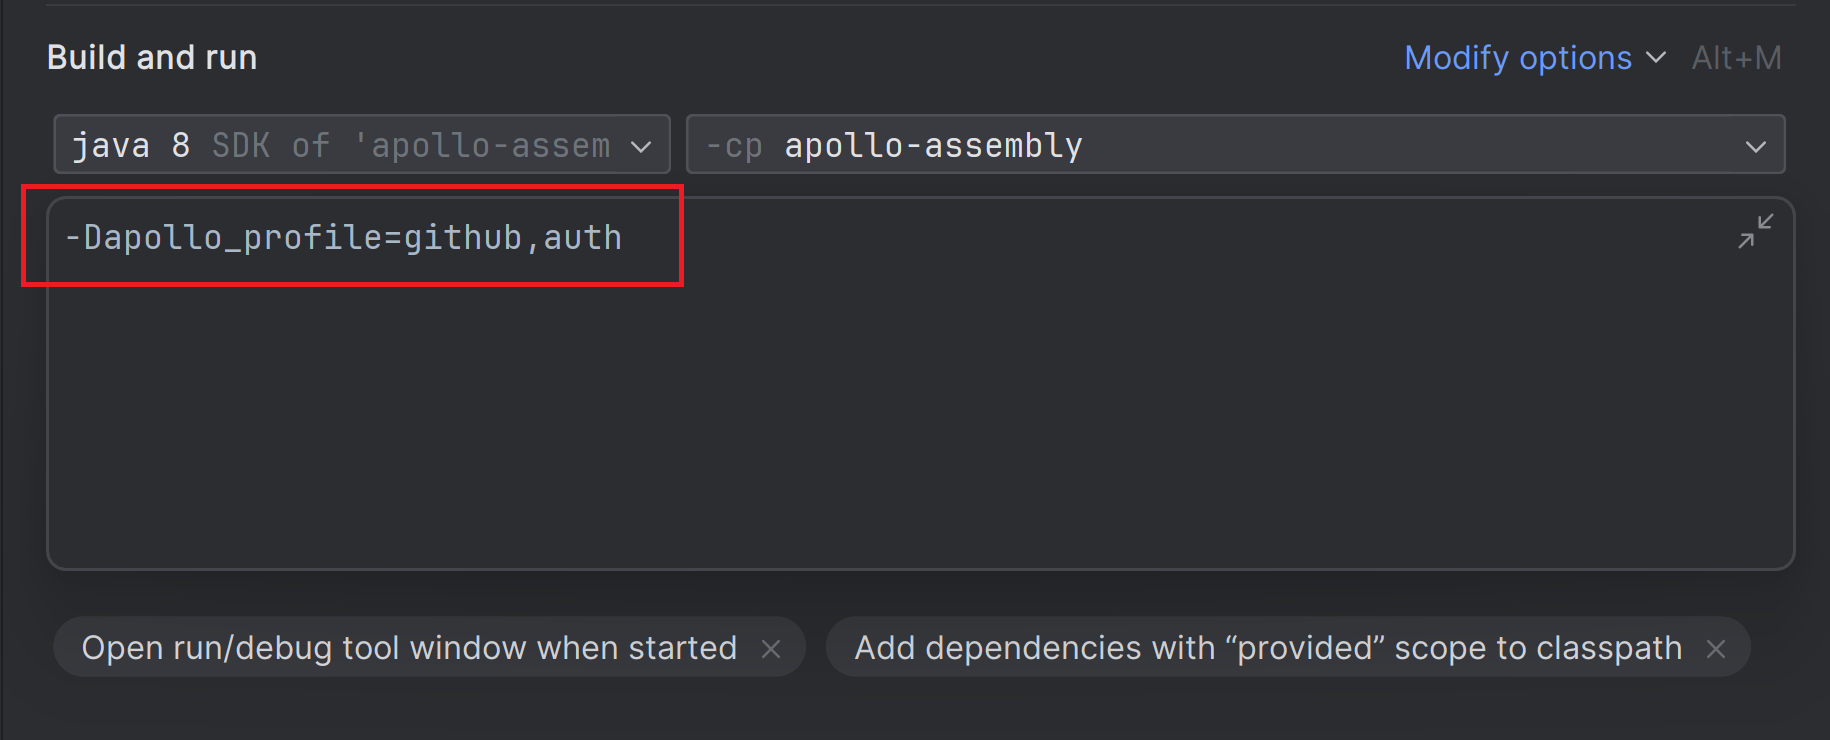 Build and run
Modify options Alt+M
java 8 SDK of 'apollo-assem
-cp apollo-assembly
-Dapollo_profile=github,auth
Open run/debug tool window when started
Add dependencies with “provided” scope to classpath